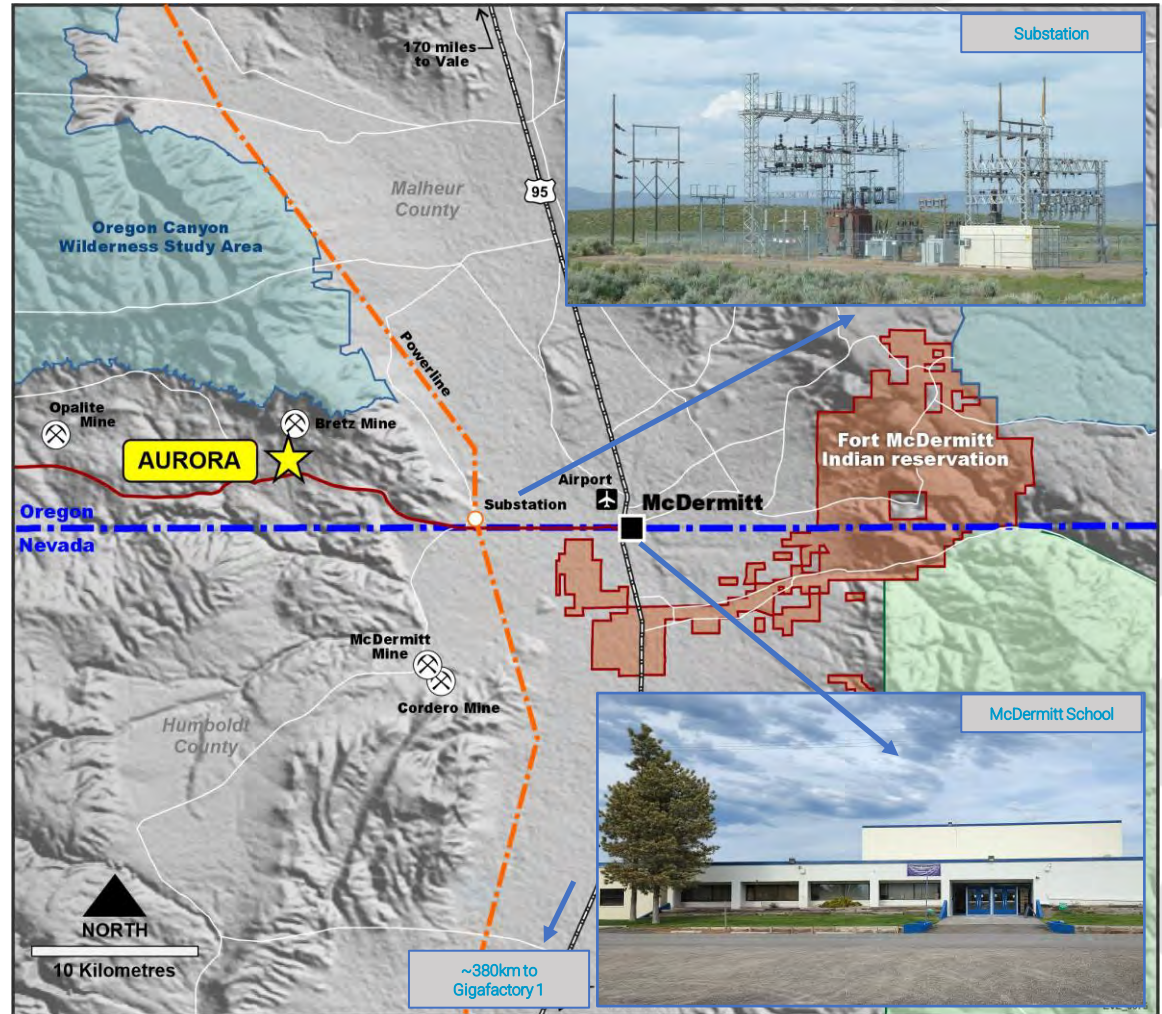 Substation
170 miles
to Vale
95
Malheur
County
Oregon Canyon
Wilderness Study Area
Powerline
Opalite
Mine
Bretz Mine
AURORA
Fort McDermitt
Indian reservation
Airport
McDermitt
Substation
Oregon
Nevada
McDermitt
Mine
Cordero Mine
Humboldt
County
McDermitt School
NORTH
10 Kilometres
~380km to
Gigafactory 1